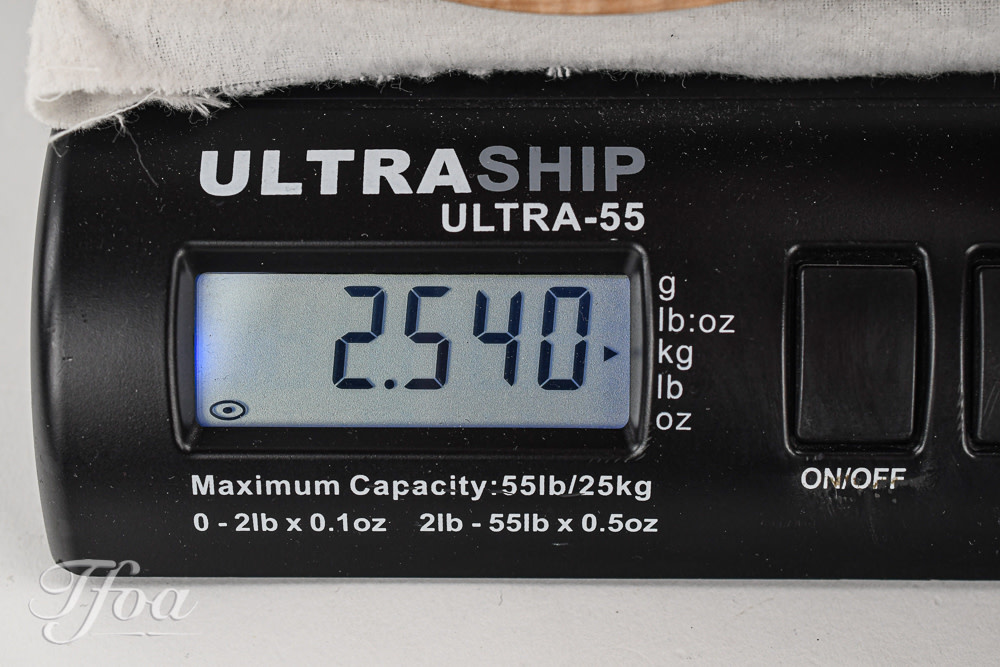 ULTRASHIP
ULTRA-55
2.540
g
lb:oz
kg
lb
oz
ON/OFF
Maximum Capacity:55lb/25kg
0 - 2lb x 0.1oz 2lb - 55lb x 0.5oz
Tfoa